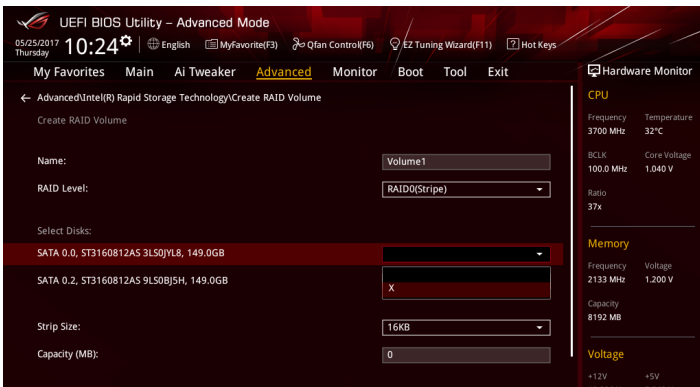 UEFI BIOS Utility – Advanced Mode
05/25/2017 Thursday 10:24 English MyFavorite(F3) Qfan Control(F6) EZ Tuning Wizard(F11) ? Hot Keys
My Favorites Main Ai Tweaker Advanced Monitor Boot Tool Exit
Hardware Monitor
← Advanced\Intel(R) Rapid Storage Technology\Create RAID Volume
Create RAID Volume
Name: Volume1
RAID Level: RAID0(Stripe)
Select Disks:
SATA 0.0, ST3160812AS 3LS0JYL8, 149.0GB
SATA 0.2, ST3160812AS 9LS0BJ5H, 149.0GB
X
Strip Size: 16KB
Capacity (MB): 0
CPU
Frequency Temperature
3700 MHz 32°C
BCLK Core Voltage
100.0 MHz 1.040 V
Ratio
37x
Memory
Frequency Voltage
2133 MHz 1.200 V
Capacity
8192 MB
Voltage
+12V +5V